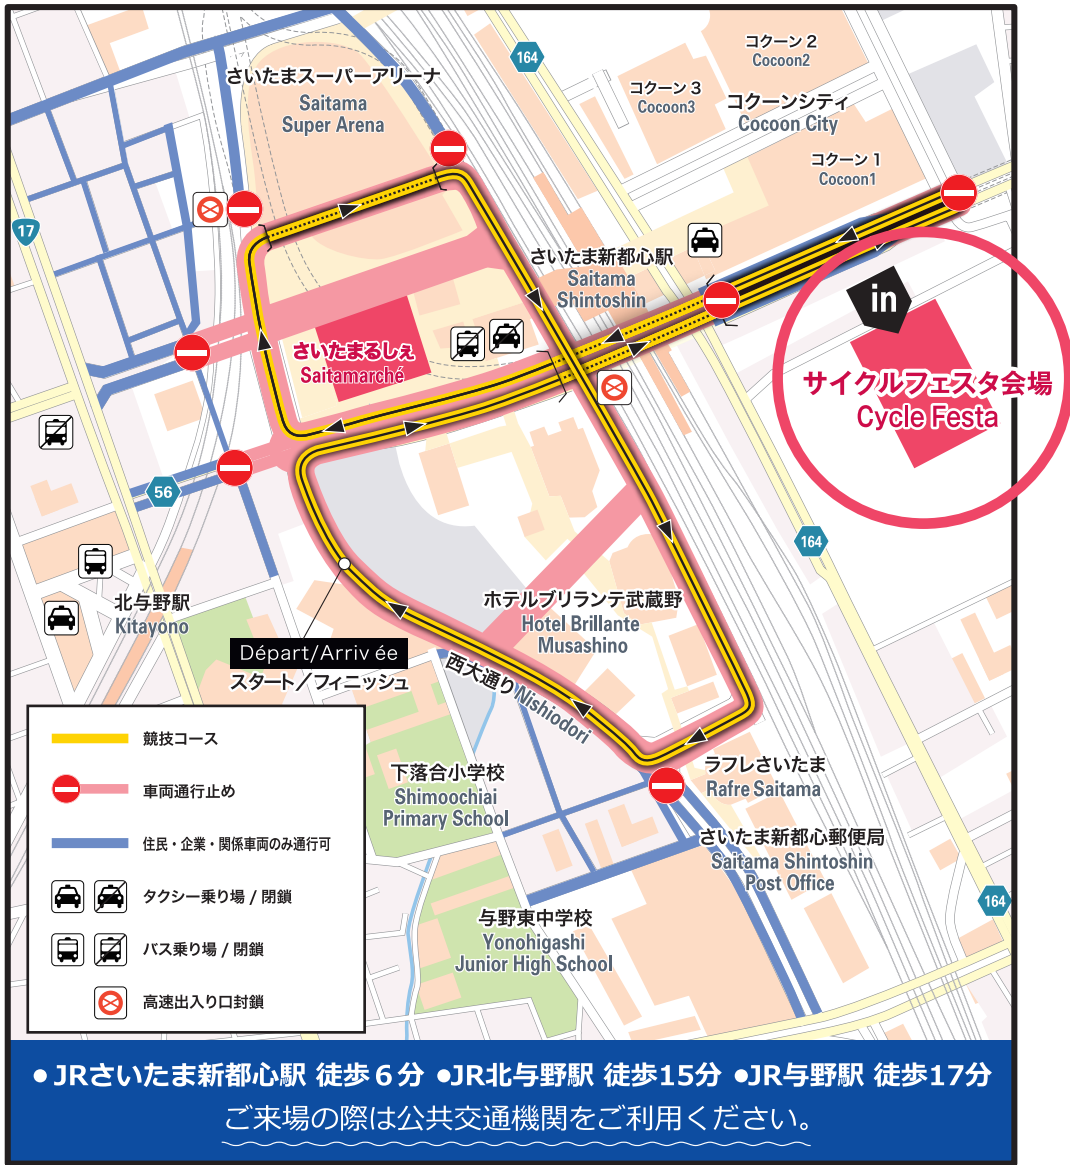 164
コクーン 2
Cocoon2
さいたまスーパーアリーナ
Saitama
Super Arena
コクーン 3
Cocoon3
コクーンシティ
Cocoon City
コクーン 1
Cocoon1
17
さいたま新都心駅
Saitama
Shintoshin
in
さいたまるしぇ
Saitamarché
サイクルフェスタ会場
Cycle Festa
56
164
北与野駅
Kitayono
ホテルブリランテ武蔵野
Hotel Brillante
Musashino
Départ/Arriv ée
スタート／フィニッシュ
西大通り Nishiodori
競技コース
車両通行止め
住民・企業・関係車両のみ通行可
タクシー乗り場 / 閉鎖
バス乗り場 / 閉鎖
高速出入り口封鎖
下落合小学校
Shimoochiai
Primary School
ラフレさいたま
Rafre Saitama
さいたま新都心郵便局
Saitama Shintoshin
Post Office
164
与野東中学校
Yonohigashi
Junior High School
●JRさいたま新都心駅 徒歩６分 ●JR北与野駅 徒歩15分 ●JR与野駅 徒歩17分
ご来場の際は公共交通機関をご利用ください。